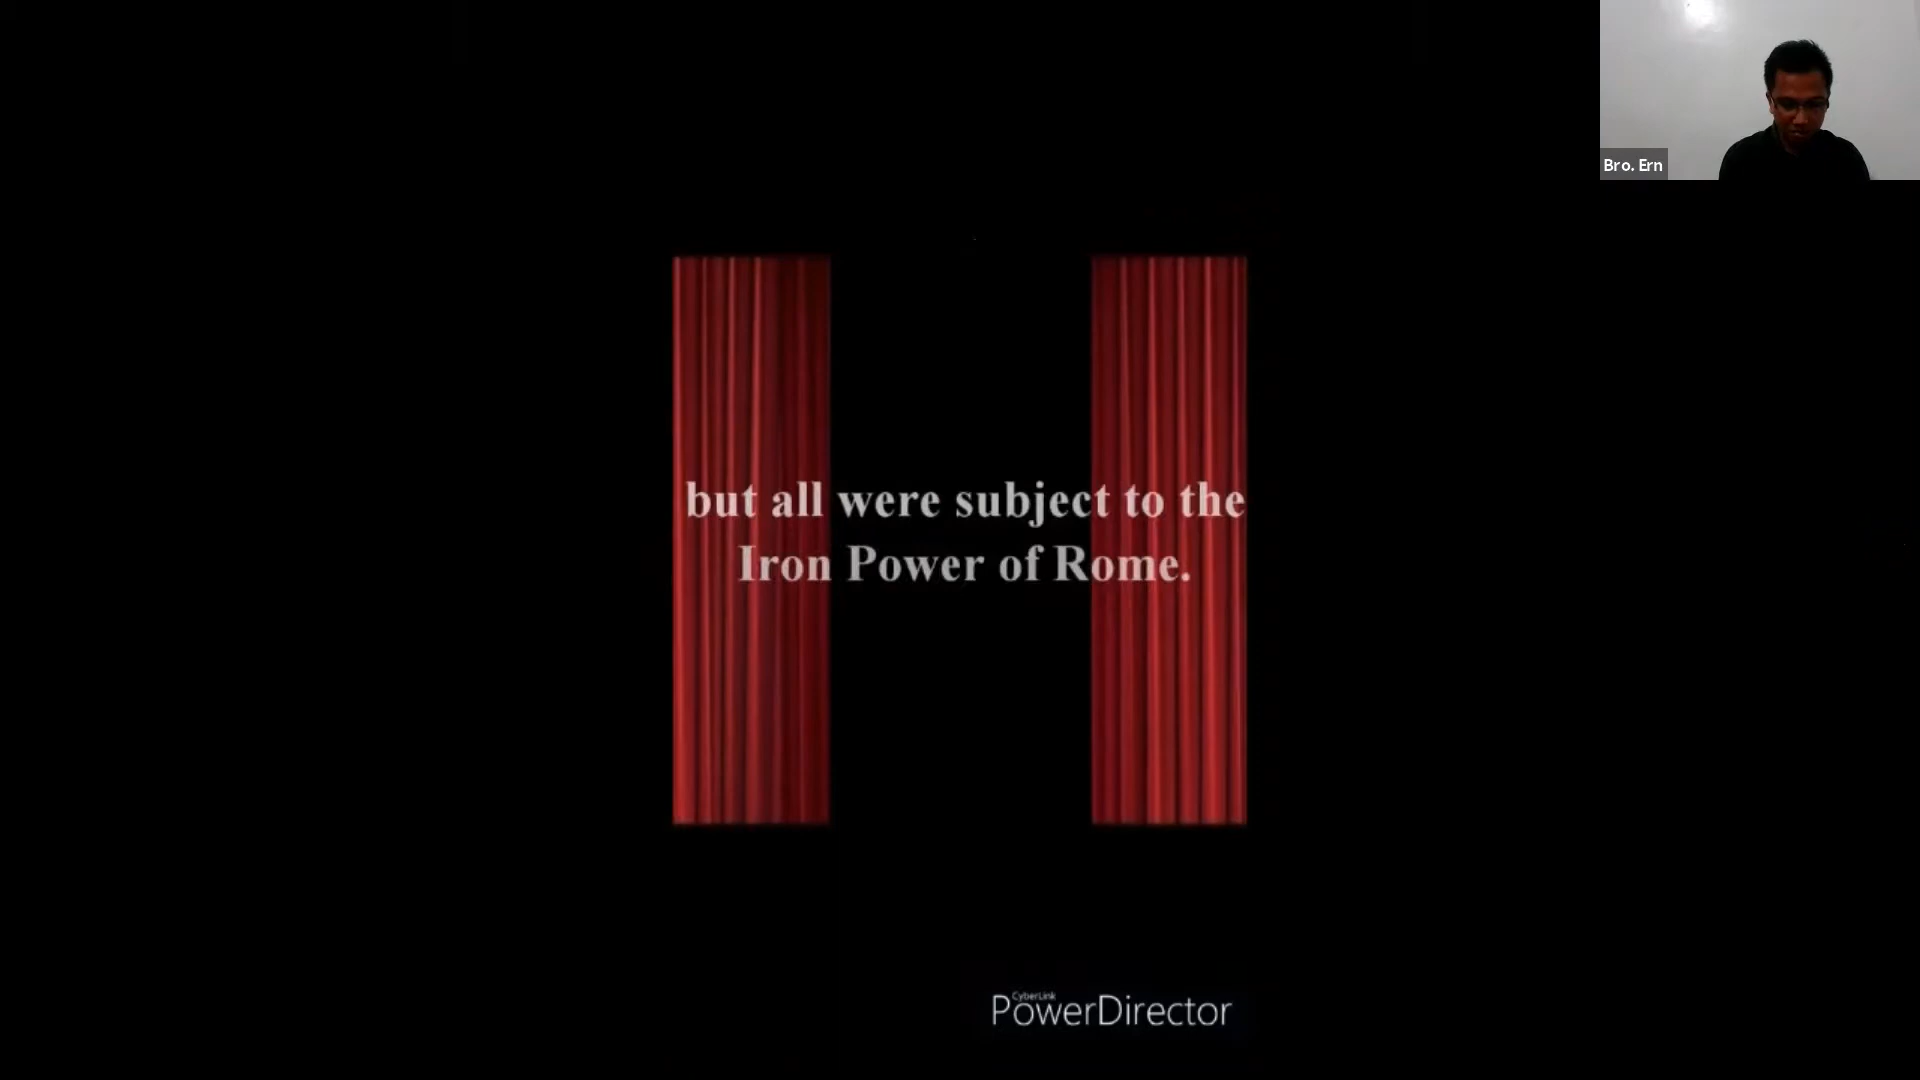 Bro. Ern
but all were subject to the
Iron Power of Rome.
CyberLink
PowerDirector